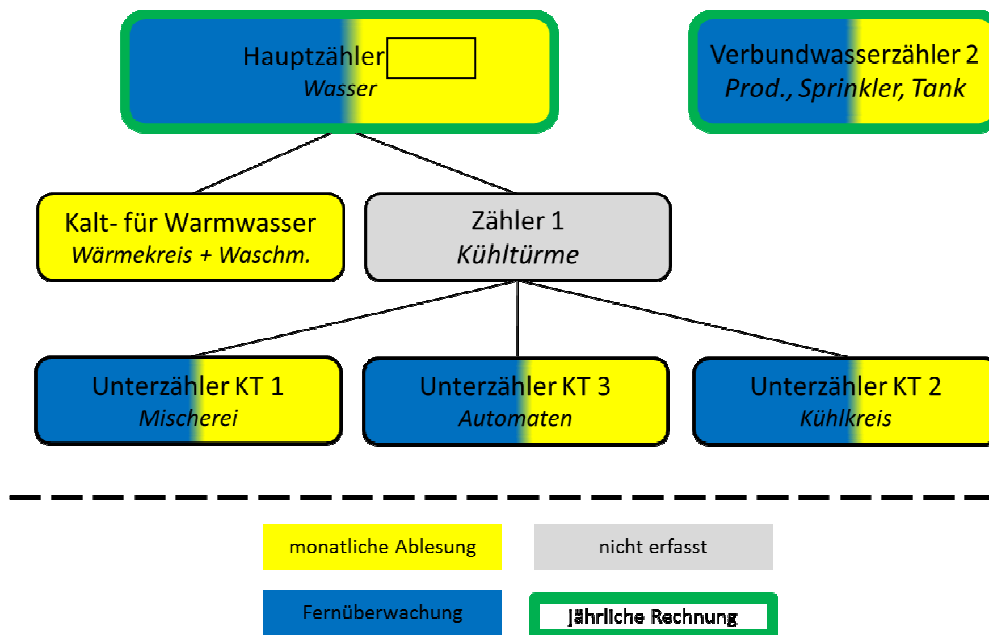 Hauptzähler
Wasser
Verbundwasserzähler 2
Prod., Sprinkler, Tank
Kalt- für Warmwasser
Wärmekreis + Waschm.
Zähler 1
Kühltürme
Unterzähler KT 1
Mischerei
Unterzähler KT 3
Automaten
Unterzähler KT 2
Kühlkreis
monatliche Ablesung
nicht erfasst
Fernüberwachung
Jährliche Rechnung